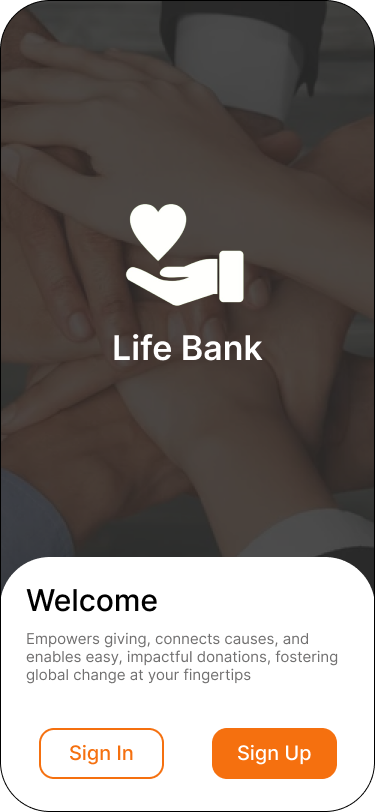 Life Bank
Welcome
Empowers giving, connects causes, and
enables easy, impactful donations, fostering
global change at your fingertips
Sign In
Sign Up